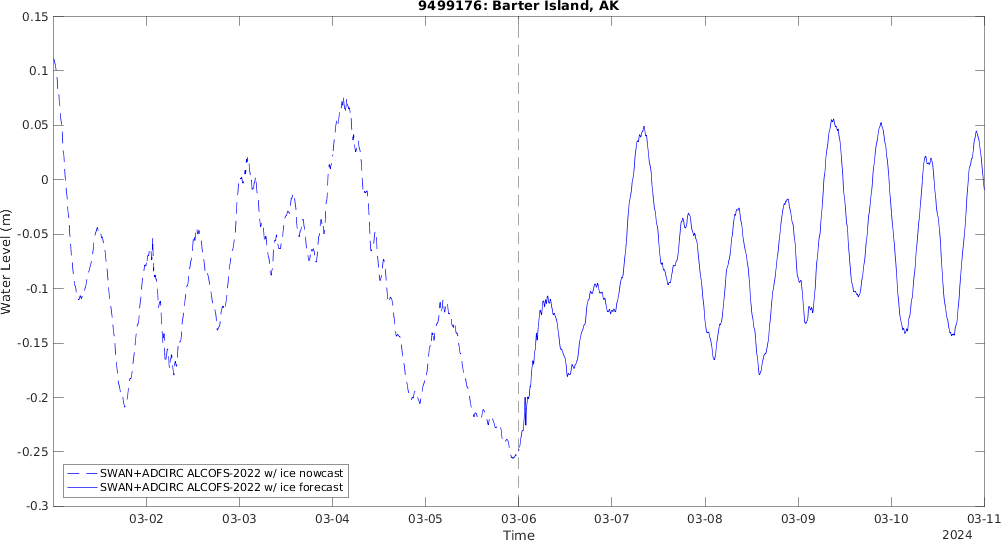 9499176: Barter Island, AK
0.15
0.1
0.05
0
-0.05
-0.1
-0.15
-0.2
-0.25
-0.3
Water Level (m)
SWAN+ADCIRC ALCOFS-2022 w/ ice nowcast
SWAN+ADCIRC ALCOFS-2022 w/ ice forecast
03-02 03-03 03-04 03-05 03-06 03-07 03-08 03-09 03-10 03-11
Time
2024